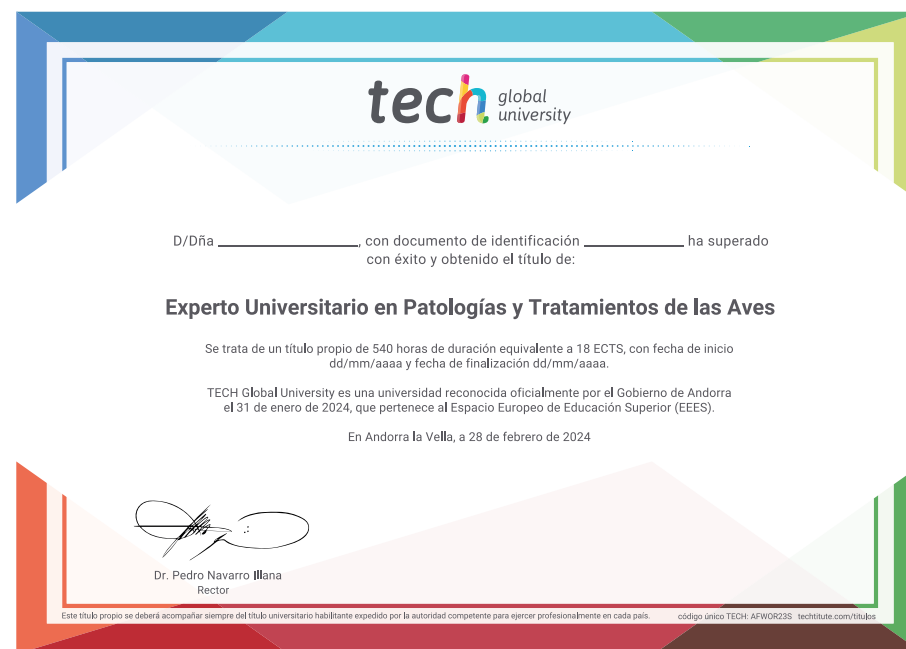 tech global university
D/Dña ____________, con documento de identificación ____________ ha superado
con éxito y obtenido el título de:
Experto Universitario en Patologías y Tratamientos de las Aves
Se trata de un título propio de 540 horas de duración equivalente a 18 ECTS, con fecha de inicio
dd/mm/aaaa y fecha de finalización dd/mm/aaaa.
TECH Global University es una universidad reconocida oficialmente por el Gobierno de Andorra
el 31 de enero de 2024, que pertenece al Espacio Europeo de Educación Superior (EEES).
En Andorra la Vella, a 28 de febrero de 2024
Dr. Pedro Navarro Illana
Rector
Este título propio se deberá acompañar siempre del título universitario habilitante expedido por la autoridad competente para ejercer profesionalmente en cada país. código único TECH: AFWOR23S techtitute.com/titulos